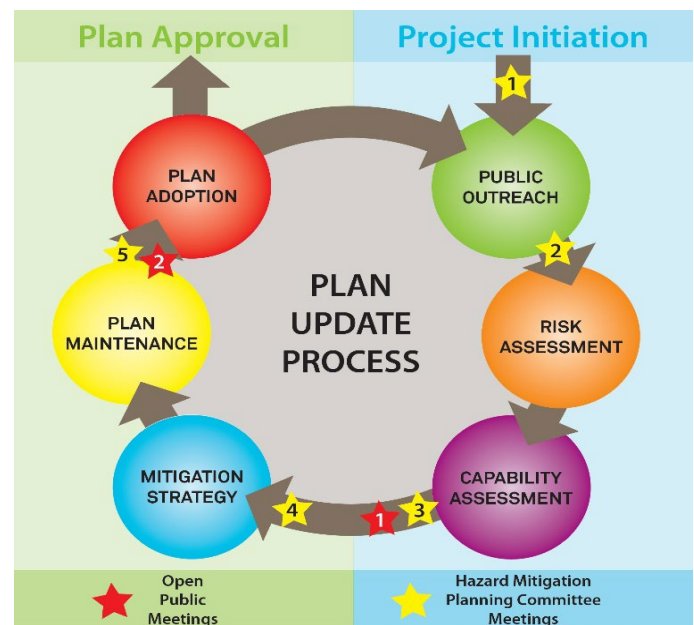 Plan Approval
Project Initiation
1
PLAN
ADOPTION
PUBLIC
OUTREACH
5
2
2
PLAN
UPDATE
PROCESS
PLAN
MAINTENANCE
RISK
ASSESSMENT
MITIGATION
STRATEGY
CAPABILITY
ASSESSMENT
4
1
3
Open
Public
Meetings
Hazard Mitigation
Planning Committee
Meetings